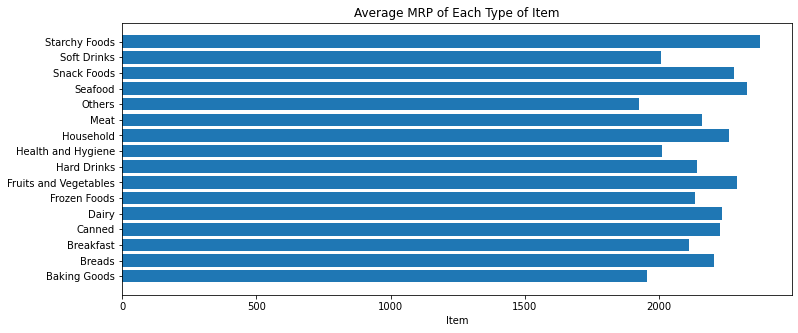 Average MRP of Each Type of Item
Starchy Foods
Soft Drinks
Snack Foods
Seafood
Others
Meat
Household
Health and Hygiene
Hard Drinks
Fruits and Vegetables
Frozen Foods
Dairy
Canned
Breakfast
Breads
Baking Goods
0 500 1000 1500 2000
Item